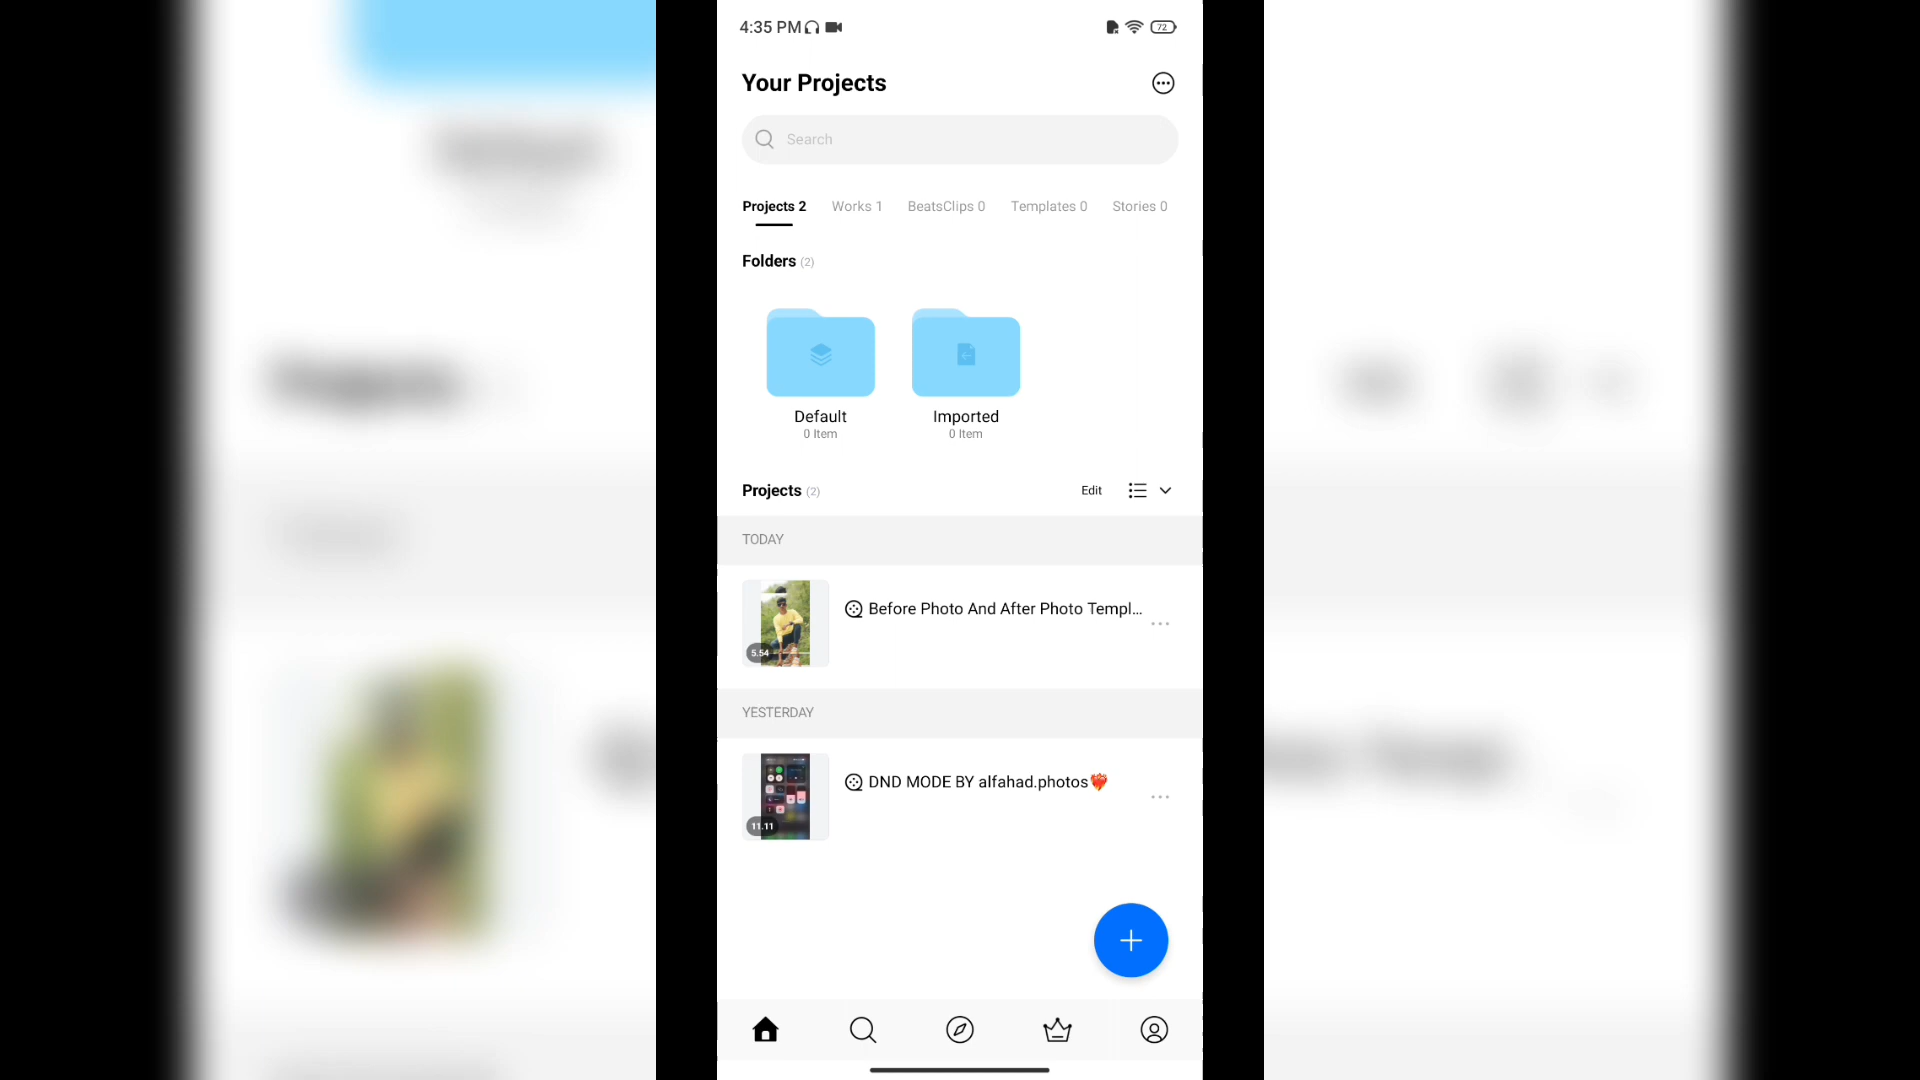 4:35 PM
72
Your Projects
Search
Projects 2
Works 1
BeatsClips 0
Templates 0
Stories 0
Folders (2)
Default
0 Item
Imported
0 Item
Projects (2)
Edit
TODAY
Before Photo And After Photo Templ...
5.54
YESTERDAY
DND MODE BY alfahad.photos❤️‍🔥
11.11